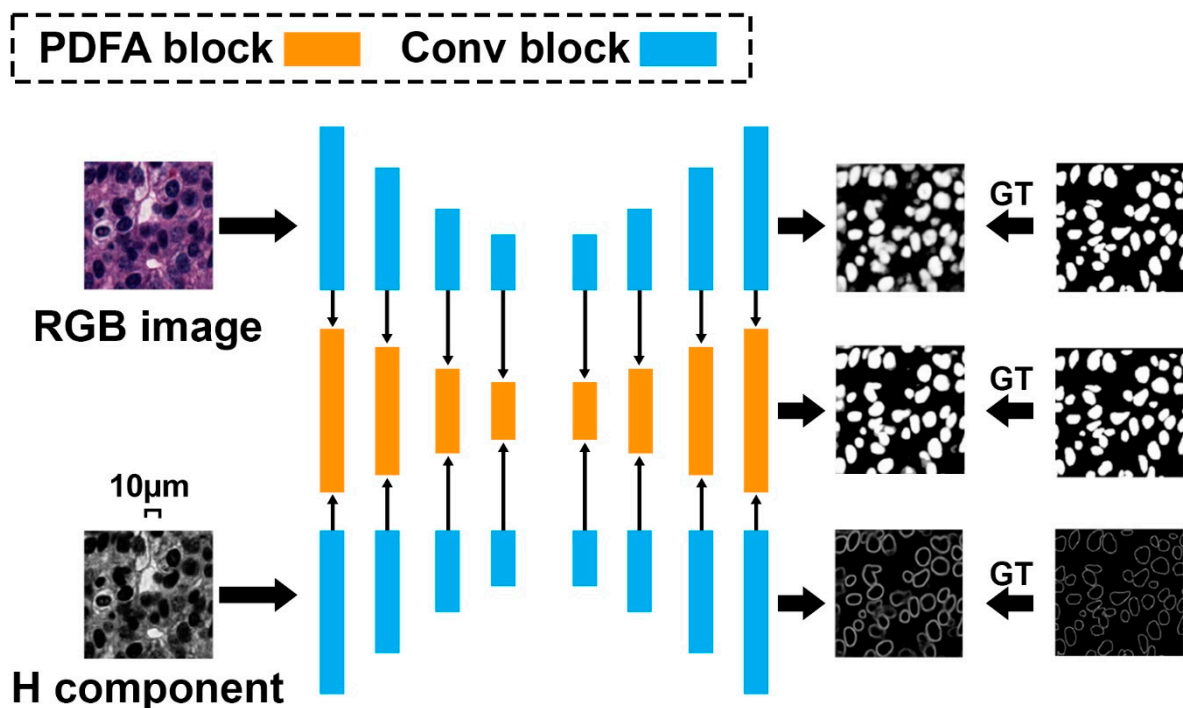 PDFA block Conv block
RGB image
GT
GT
10μm
GT
H component